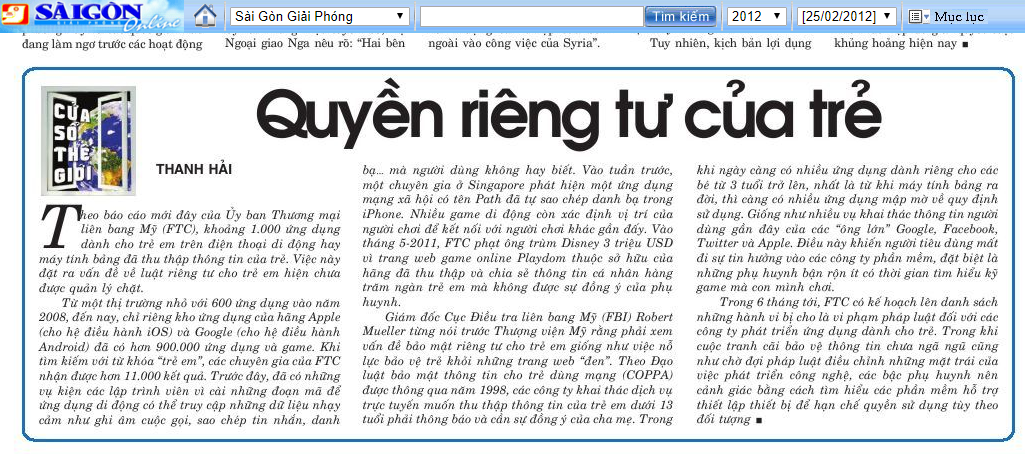 SÀIGÒN
GIẢI PHÓNG Online
Sài Gòn Giải Phóng
Tìm kiếm
2012
[25/02/2012]
Mục lục
đang làm ngơ trước các hoạt động
Ngoại giao Nga nêu rõ: “Hai bên
ngoài vào công việc của Syria”.
Tuy nhiên, kịch bản lợi dụng
khủng hoảng hiện nay ■
CỬA
SỔ
THẾ
GIỚI
Quyền riêng tư của trẻ
THANH HẢI
Theo báo cáo mới đây của Ủy ban Thương mại
liên bang Mỹ (FTC), khoảng 1.000 ứng dụng
dành cho trẻ em trên điện thoại di động hay
máy tính bảng đã thu thập thông tin của trẻ. Việc này
đặt ra vấn đề về luật riêng tư cho trẻ em hiện chưa
được quản lý chặt.
Từ một thị trường nhỏ với 600 ứng dụng vào năm
2008, đến nay, chỉ riêng kho ứng dụng của hãng Apple
(cho hệ điều hành iOS) và Google (cho hệ điều hành
Android) đã có hơn 900.000 ứng dụng và game. Khi
tìm kiếm với từ khóa “trẻ em”, các chuyên gia của FTC
nhận được hơn 11.000 kết quả. Trước đây, đã có những
vụ kiện các lập trình viên vì cài những đoạn mã để
ứng dụng di động có thể truy cập những dữ liệu nhạy
cảm như ghi âm cuộc gọi, sao chép tin nhắn, danh
bạ... mà người dùng không hay biết. Vào tuần trước,
một chuyên gia ở Singapore phát hiện một ứng dụng
mạng xã hội có tên Path đã tự sao chép danh bạ trong
iPhone. Nhiều game di động còn xác định vị trí của
người chơi để kết nối với người chơi khác gần đấy. Vào
tháng 5-2011, FTC phạt ông trùm Disney 3 triệu USD
vì trang web game online Playdom thuộc sở hữu của
hãng đã thu thập và chia sẻ thông tin cá nhân hàng
trăm ngàn trẻ em mà không được sự đồng ý của phụ
huynh.
Giám đốc Cục Điều tra liên bang Mỹ (FBI) Robert
Mueller từng nói trước Thượng viện Mỹ rằng phải xem
vấn đề bảo mật riêng tư cho trẻ em giống như việc nỗ
lực bảo vệ trẻ khỏi những trang web “đen”. Theo Đạo
luật bảo mật thông tin cho trẻ dùng mạng (COPPA)
được thông qua năm 1998, các công ty khai thác dịch vụ
trực tuyến muốn thu thập thông tin của trẻ em dưới 13
tuổi phải thông báo và cần sự đồng ý của cha mẹ. Trong
khi ngày càng có nhiều ứng dụng dành riêng cho các
bé từ 3 tuổi trở lên, nhất là từ khi máy tính bảng ra
đời, thì càng có nhiều ứng dụng mập mờ về quy định
sử dụng. Giống như nhiều vụ khai thác thông tin người
dùng gần đây của các “ông lớn” Google, Facebook,
Twitter và Apple. Điều này khiến người tiêu dùng mất
đi sự tin hưởng vào các công ty phần mềm, đặt biệt là
những phụ huynh bận rộn ít có thời gian tìm hiểu kỹ
game mà con mình chơi.
Trong 6 tháng tới, FTC có kế hoạch lên danh sách
những hành vi bị cho là vi phạm pháp luật đối với các
công ty phát triển ứng dụng dành cho trẻ. Trong khi
cuộc tranh cãi bảo vệ thông tin chưa ngã ngũ cũng
như chờ đợi pháp luật điều chỉnh những mặt trái của
việc phát triển công nghệ, các bậc phụ huynh nên
cảnh giác bằng cách tìm hiểu các phần mềm hỗ trợ
thiết lập thiết bị để hạn chế quyền sử dụng tùy theo
đối tượng ■